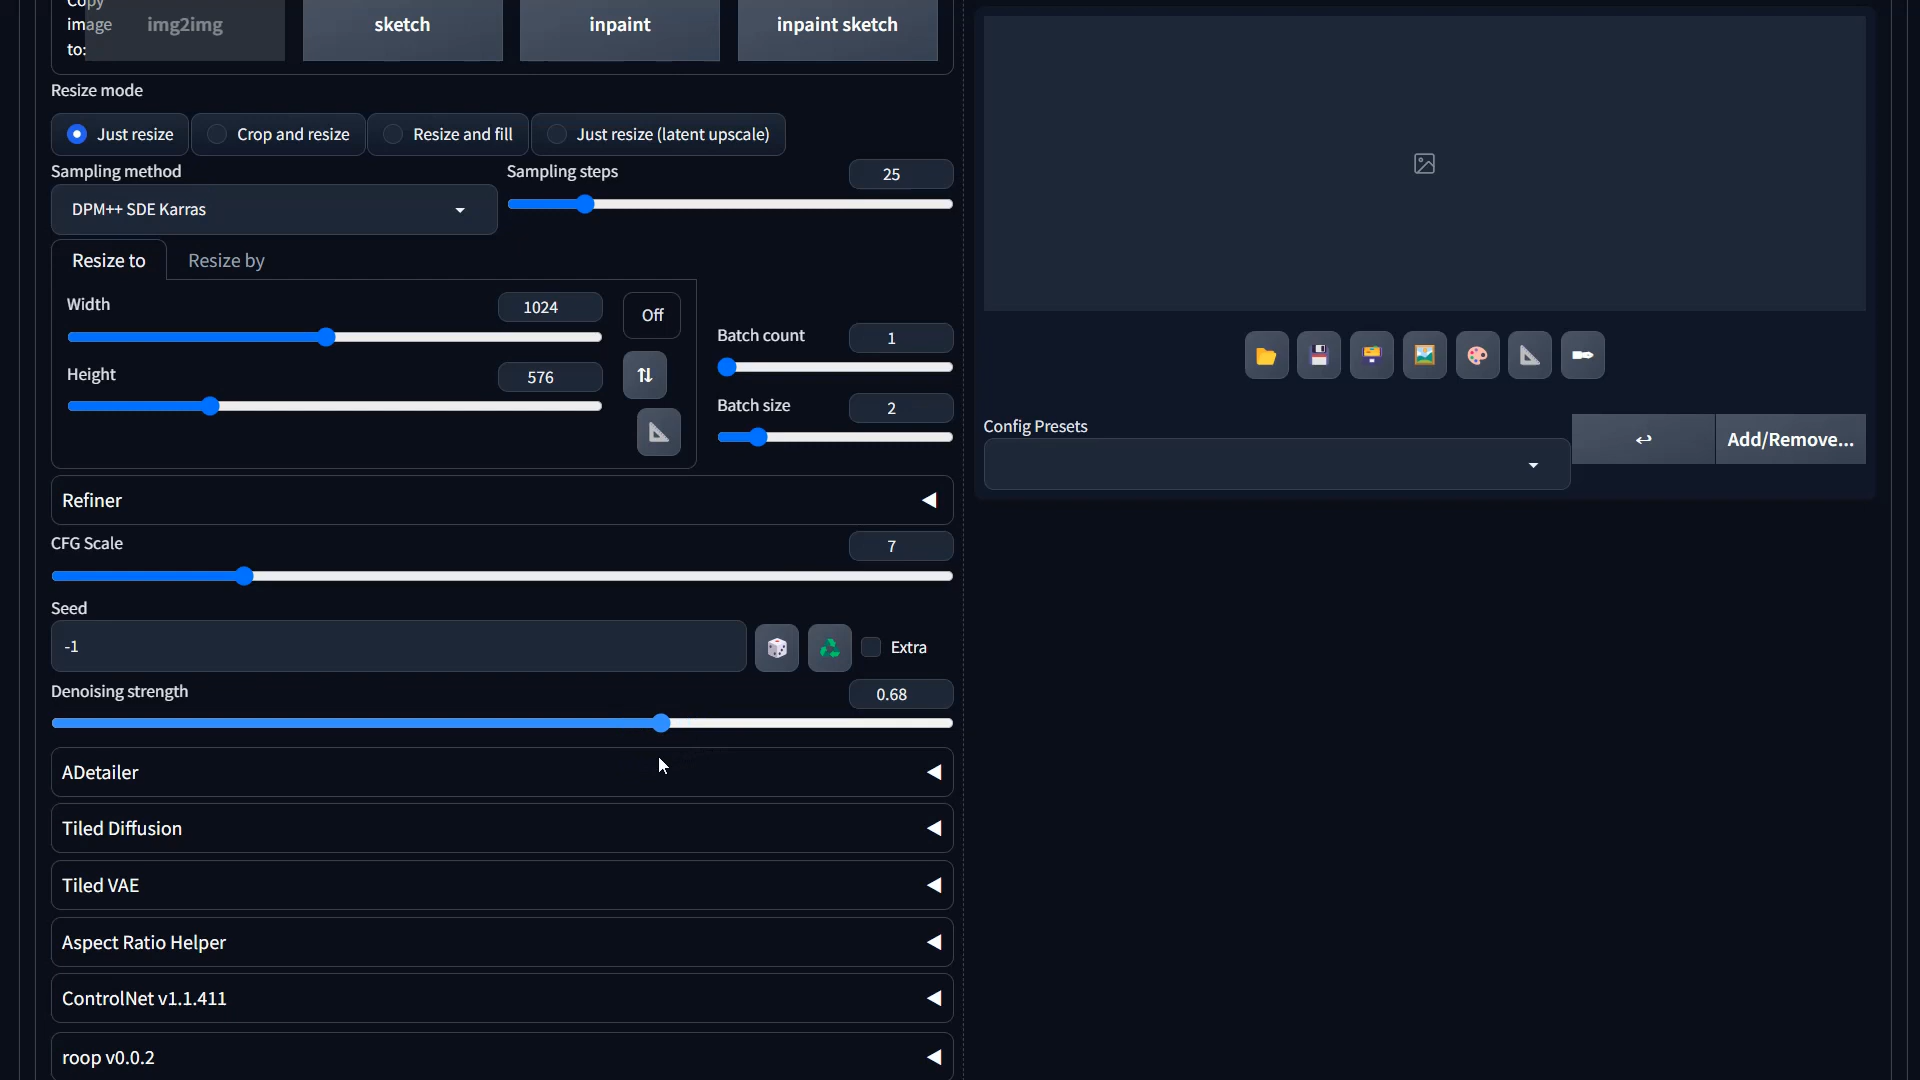 Copy
image
to:
img2img
sketch
inpaint
inpaint sketch
Resize mode
Just resize
Crop and resize
Resize and fill
Just resize (latent upscale)
Sampling method
DPM++ SDE Karras
Sampling steps
25
Resize to
Resize by
Width
1024
Off
Height
576
Batch count
1
Batch size
2
Refiner
CFG Scale
7
Seed
-1
Extra
Denoising strength
0.68
ADetailer
Tiled Diffusion
Tiled VAE
Aspect Ratio Helper
ControlNet v1.1.411
roop v0.0.2
Config Presets
Add/Remove...